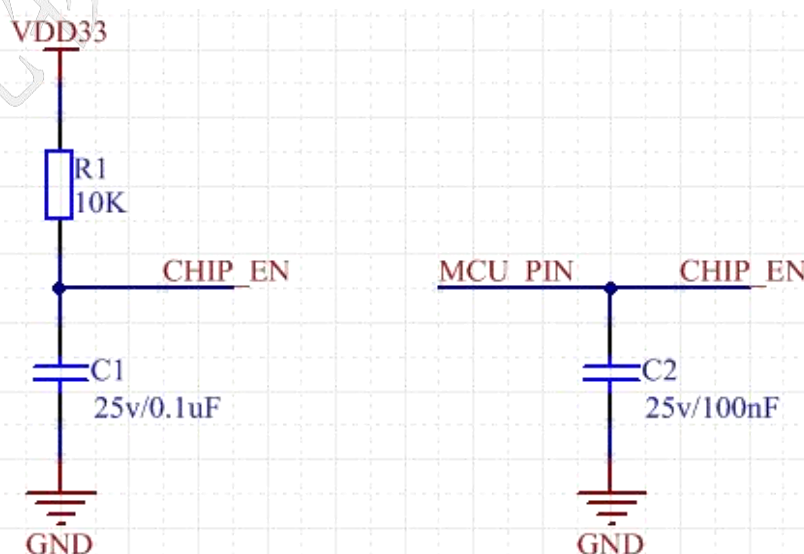 VDD33
R1
10K
CHIP_EN
C1
25v/0.1uF
GND
MCU_PIN
CHIP_EN
C2
25v/100nF
GND